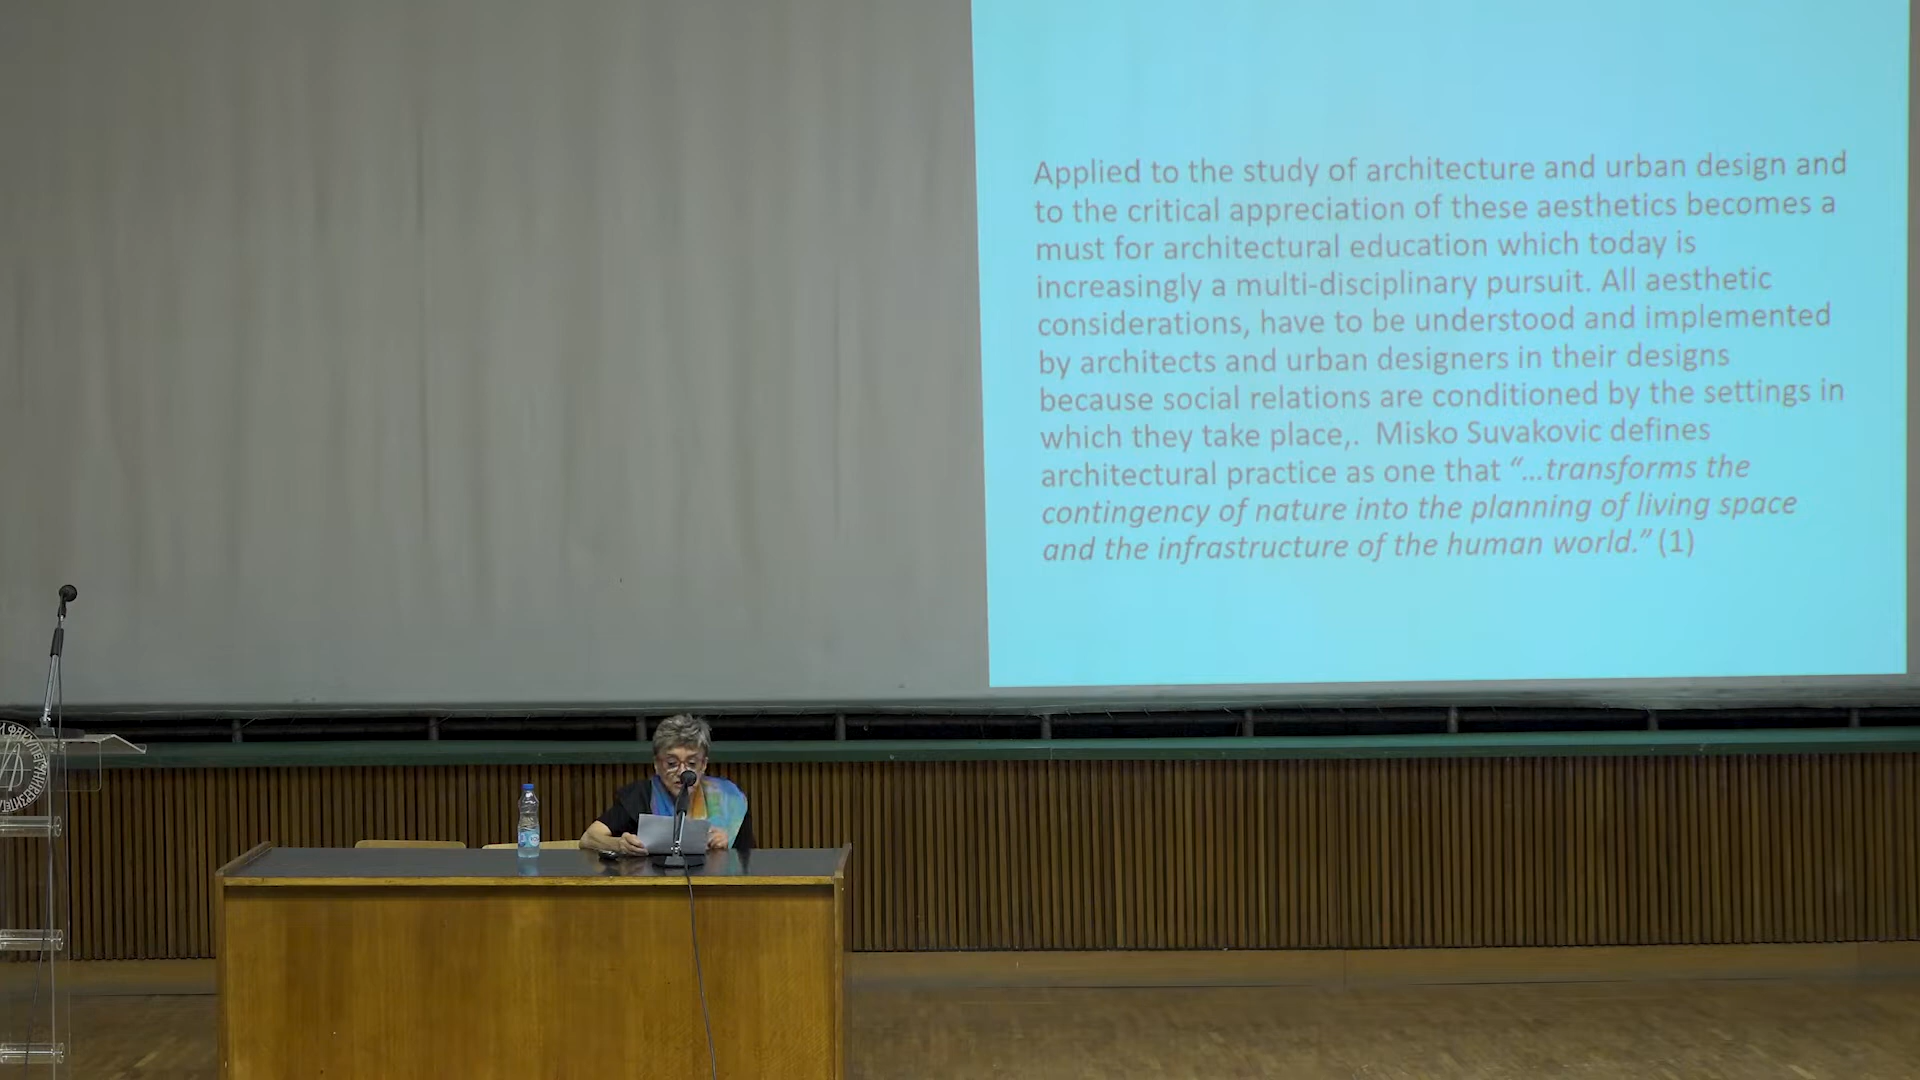 Applied to the study of architecture and urban design and
to the critical appreciation of these aesthetics becomes a
must for architectural education which today is
increasingly a multi-disciplinary pursuit. All aesthetic
considerations, have to be understood and implemented
by architects and urban designers in their designs
because social relations are conditioned by the settings in
which they take place,.  Misko Suvakovic defines
architectural practice as one that “…transforms the
contingency of nature into the planning of living space
and the infrastructure of the human world.” (1)